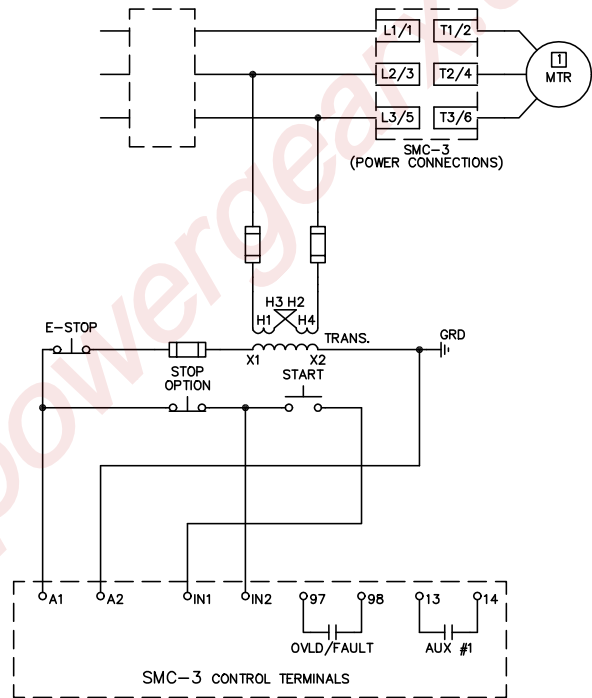 L1/1 T1/2
1
MTR
L2/3 T2/4
L3/5 T3/6
SMC-3
(POWER CONNECTIONS)
H3 H2
H1 H4
E-STOP
TRANS.
GRD
X1 X2
STOP
OPTION
START
A1 A2 IN1 IN2 97 98 13 14
OVLD/FAULT AUX #1
SMC-3 CONTROL TERMINALS
powergearx